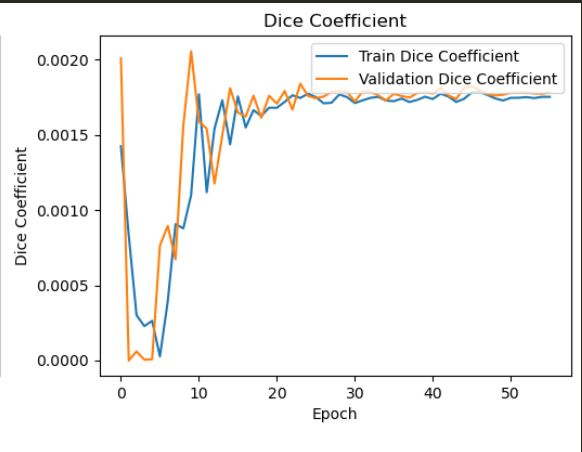 Dice Coefficient
Train Dice Coefficient
Validation Dice Coefficient
0.0020
0.0015
0.0010
0.0005
0.0000
Dice Coefficient
0 10 20 30 40 50
Epoch